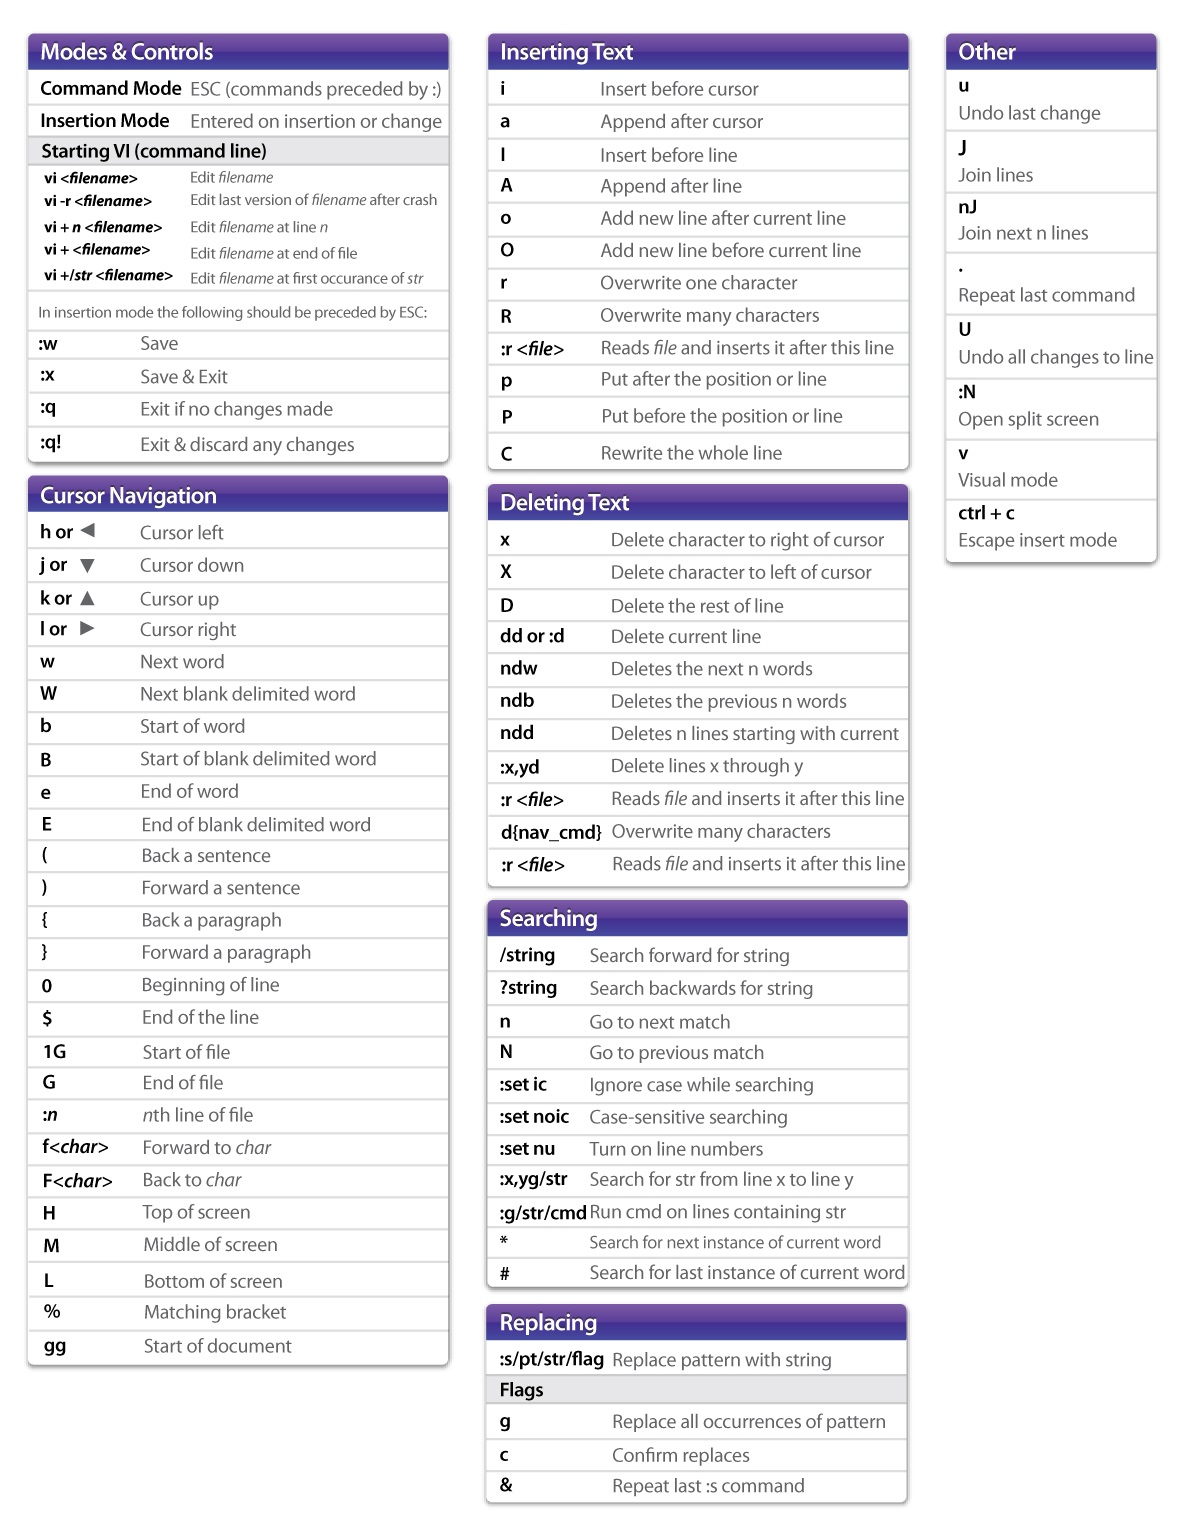 Modes & Controls
Command Mode ESC (commands preceded by :)
Insertion Mode Entered on insertion or change
Starting VI (command line)
vi <filename> Edit filename
vi -r <filename> Edit last version of filename after crash
vi + n <filename> Edit filename at line n
vi + <filename> Edit filename at end of file
vi +/str <filename> Edit filename at first occurance of str
In insertion mode the following should be preceded by ESC:
:w Save
:x Save & Exit
:q Exit if no changes made
:q! Exit & discard any changes
Cursor Navigation
h or ◀ Cursor left
j or ▼ Cursor down
k or ▲ Cursor up
l or ▶ Cursor right
w Next word
W Next blank delimited word
b Start of word
B Start of blank delimited word
e End of word
E End of blank delimited word
( Back a sentence
) Forward a sentence
{ Back a paragraph
} Forward a paragraph
0 Beginning of line
$ End of the line
1G Start of file
G End of file
:n nth line of file
f<char> Forward to char
F<char> Back to char
H Top of screen
M Middle of screen
L Bottom of screen
% Matching bracket
gg Start of document
Inserting Text
i Insert before cursor
a Append after cursor
I Insert before line
A Append after line
o Add new line after current line
O Add new line before current line
r Overwrite one character
R Overwrite many characters
:r <file> Reads file and inserts it after this line
p Put after the position or line
P Put before the position or line
C Rewrite the whole line
Deleting Text
x Delete character to right of cursor
X Delete character to left of cursor
D Delete the rest of line
dd or :d Delete current line
ndw Deletes the next n words
ndb Deletes the previous n words
ndd Deletes n lines starting with current
:x,yd Delete lines x through y
:r <file> Reads file and inserts it after this line
d{nav_cmd} Overwrite many characters
:r <file> Reads file and inserts it after this line
Searching
/string Search forward for string
?string Search backwards for string
n Go to next match
N Go to previous match
:set ic Ignore case while searching
:set noic Case-sensitive searching
:set nu Turn on line numbers
:x,yg/str Search for str from line x to line y
:g/str/cmd Run cmd on lines containing str
* Search for next instance of current word
# Search for last instance of current word
Replacing
:s/pt/str/flag Replace pattern with string
Flags
g Replace all occurrences of pattern
c Confirm replaces
& Repeat last :s command
Other
u
Undo last change
J
Join lines
nJ
Join next n lines
.
Repeat last command
U
Undo all changes to line
:N
Open split screen
v
Visual mode
ctrl + c
Escape insert mode